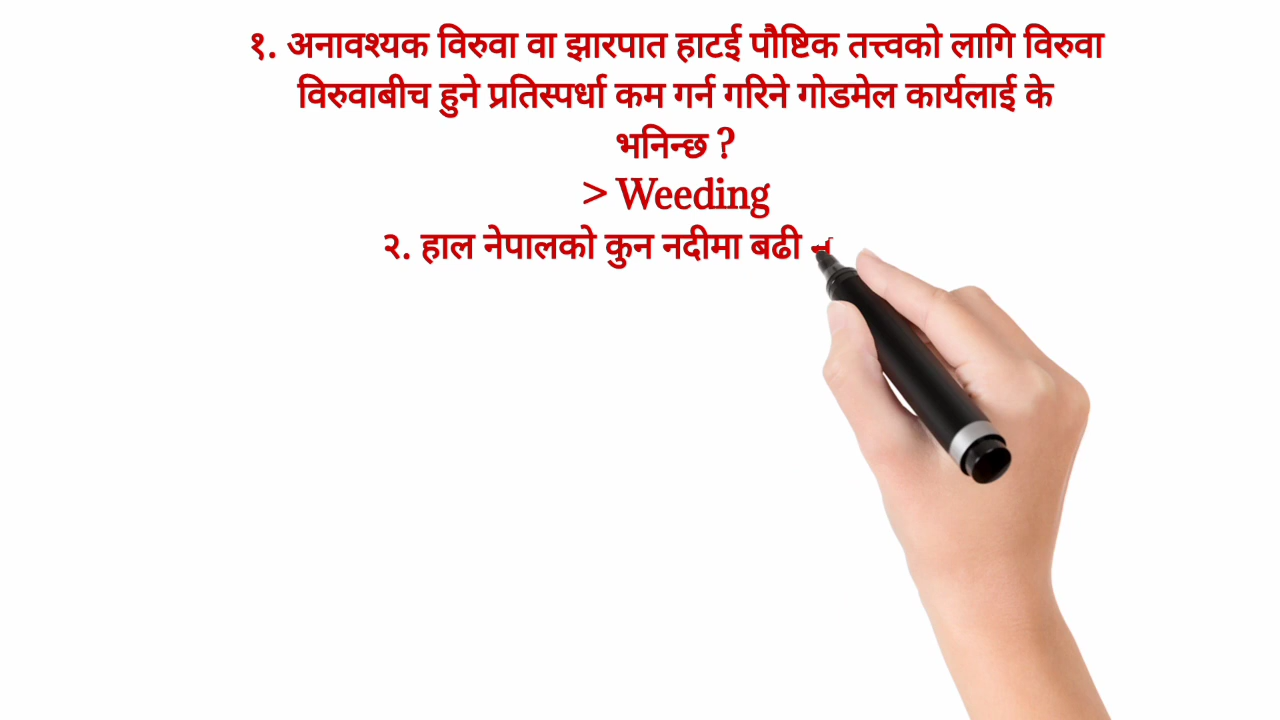 १. अनावश्यक विरुवा वा झारपात हाटई पौष्टिक तत्त्वको लागि विरुवा
विरुवाबीच हुने प्रतिस्पर्धा कम गर्न गरिने गोडमेल कार्यलाई के
भनिन्छ ?
> Weeding
२. हाल नेपालको कुन नदीमा बढी